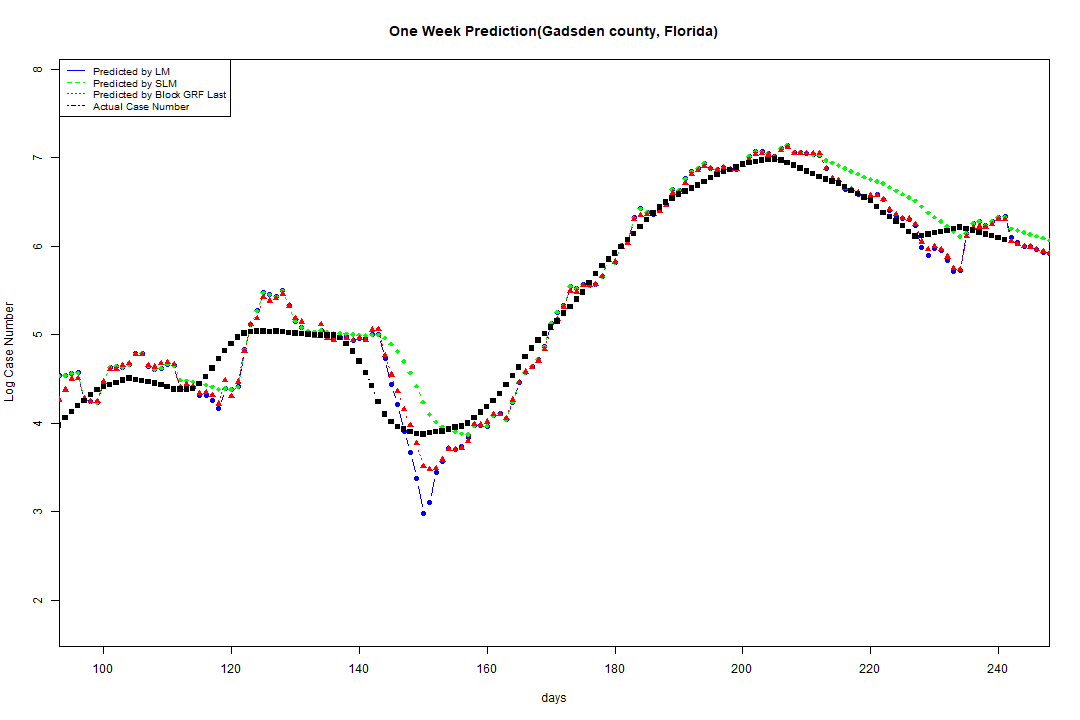 One Week Prediction(Gadsden county, Florida)
Predicted by LM
Predicted by SLM
Predicted by Block GRF Last
Actual Case Number
8
7
6
5
4
3
2
Log Case Number
100 120 140 160 180 200 220 240
days